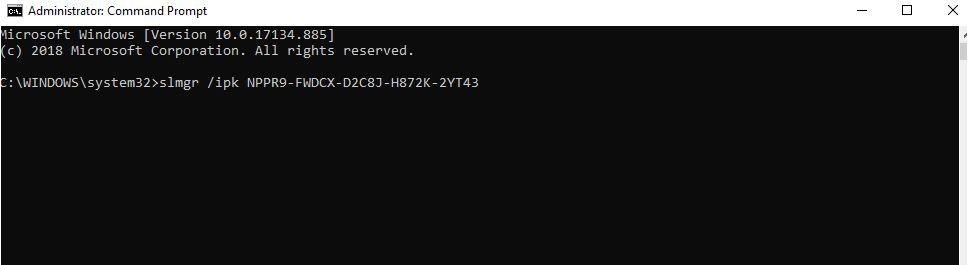 Administrator: Command Prompt
Microsoft Windows [Version 10.0.17134.885]
(c) 2018 Microsoft Corporation. All rights reserved.
C:\WINDOWS\system32>slmgr /ipk NPPR9-FWDCX-D2C8J-H872K-2YT43